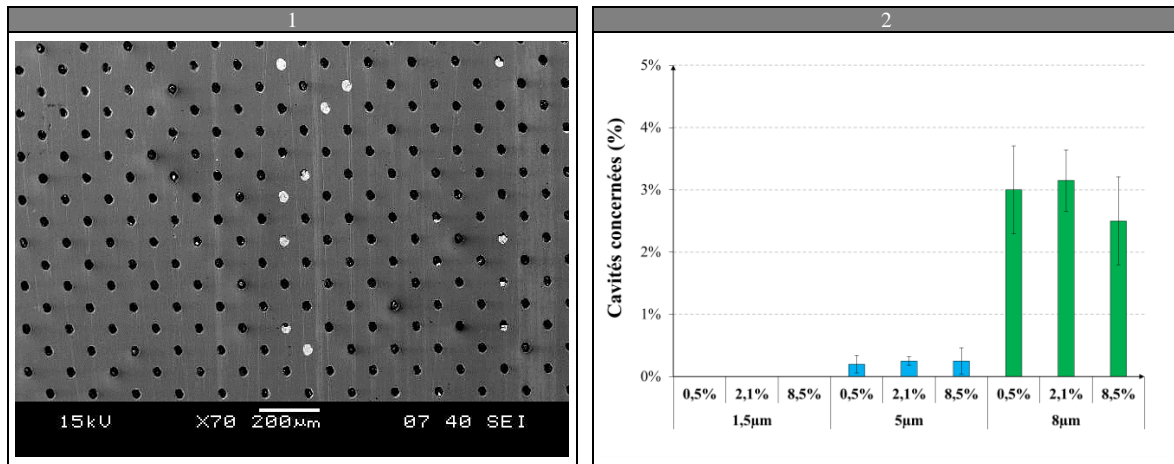 1
2
15kV X70 200µm 07 40 SEI
Cavités concernées (%)
5%
4%
3%
2%
1%
0%
0,5% 2,1% 8,5% 0,5% 2,1% 8,5% 0,5% 2,1% 8,5%
1,5µm 5µm 8µm